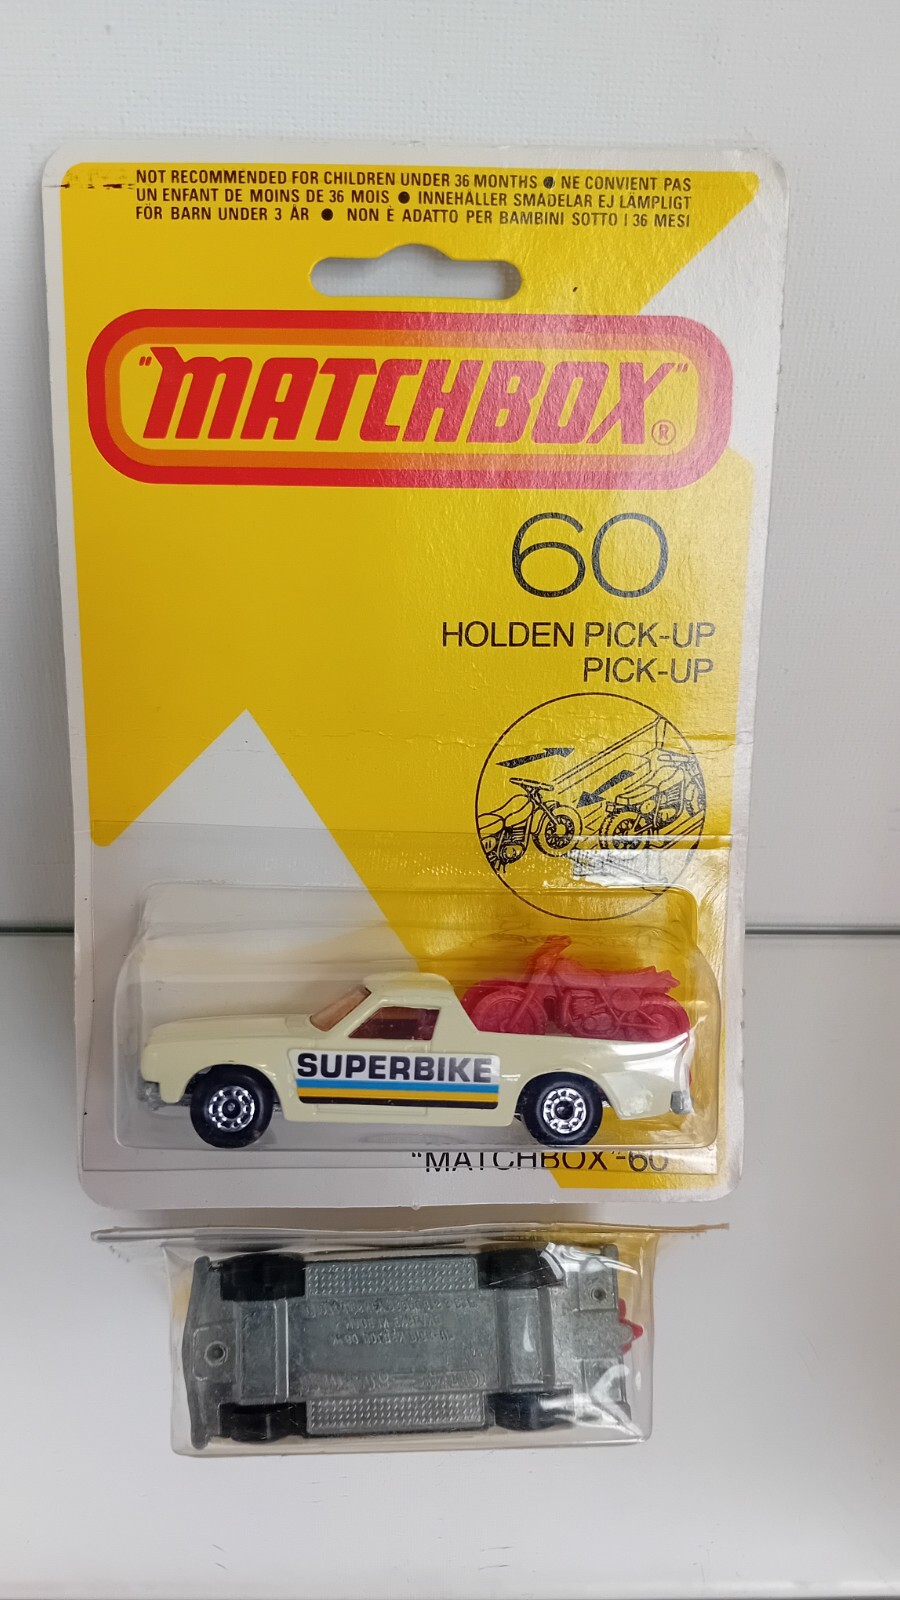 NOT RECOMMENDED FOR CHILDREN UNDER 36 MONTHS ● NE CONVIENT PAS
UN ENFANT DE MOINS DE 36 MOIS ● INNEHÅLLER SMÅDELAR EJ LÄMPLIGT
FÖR BARN UNDER 3 ÅR ● NON È ADATTO PER BAMBINI SOTTO I 36 MESI
"MATCHBOX"®
60
HOLDEN PICK-UP
PICK-UP
SUPERBIKE
"MATCHBOX"-60